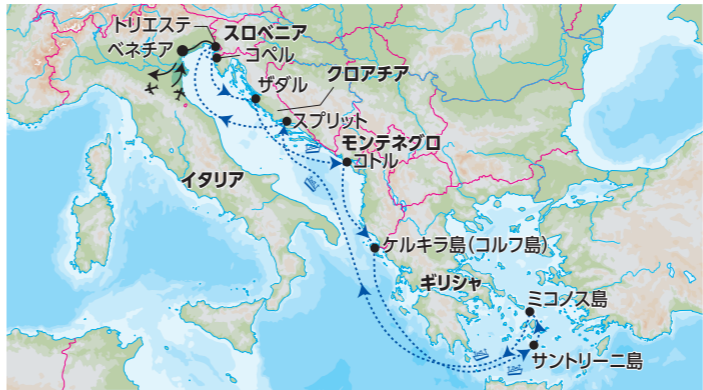 トリエステ
スロベニア
ベネチア
コペル
ザダル
クロアチア
スプリット
モンテネグロ
コトル
イタリア
ケルキラ島(コルフ島)
ギリシャ
ミコノス島
サントリーニ島